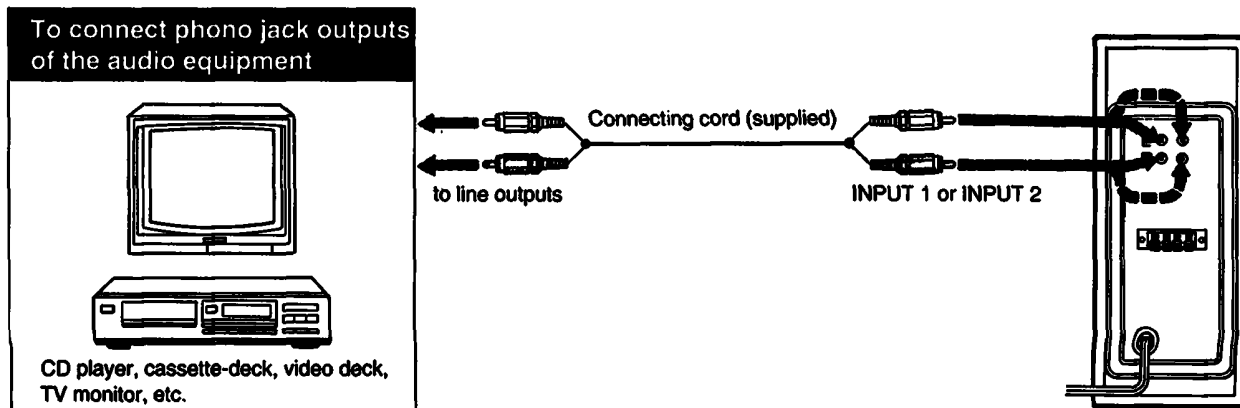 To connect phono jack outputs
of the audio equipment
Connecting cord (supplied)
to line outputs
INPUT 1 or INPUT 2
CD player, cassette-deck, video deck,
TV monitor, etc.